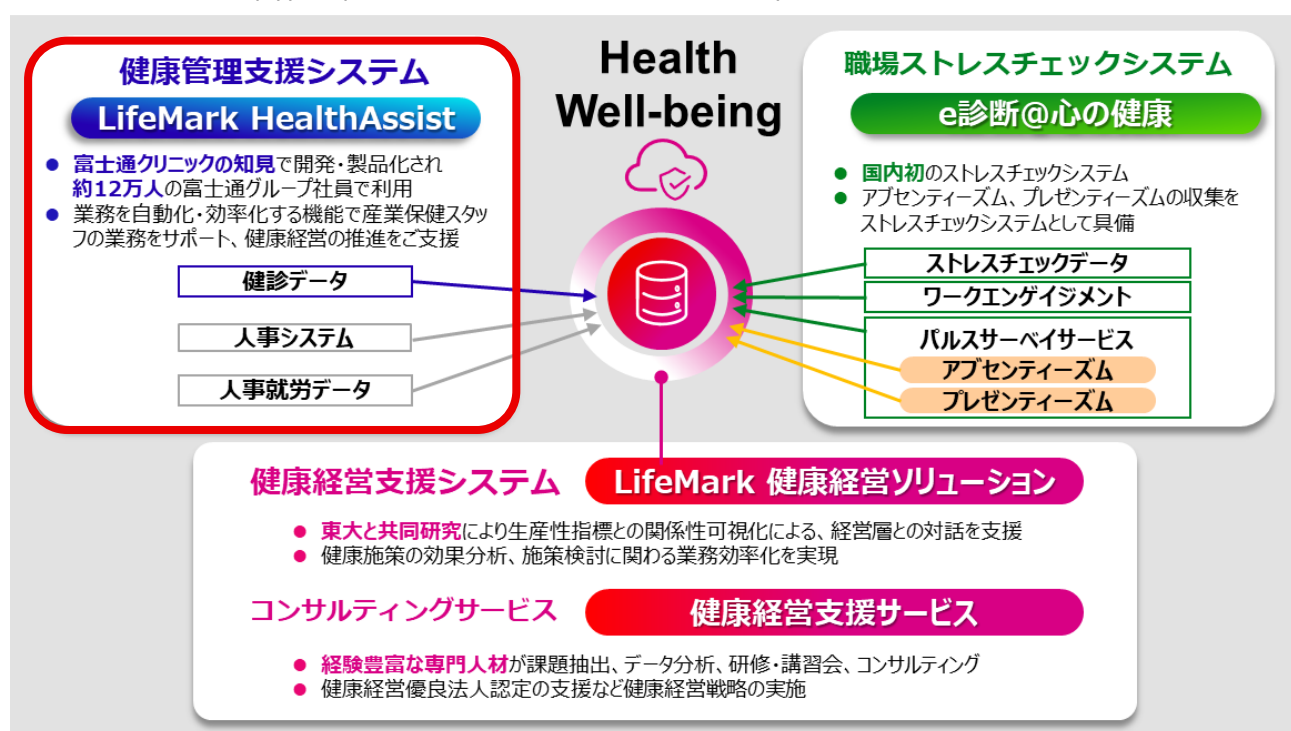 健康管理支援システム
LifeMark HealthAssist
● 富士通クリニックの知見で開発・製品化され
約12万人の富士通グループ社員で利用
● 業務を自動化・効率化する機能で産業保健スタッ
フの業務をサポート、健康経営の推進をご支援
健診データ
人事システム
人事就労データ
Health
Well-being
職場ストレスチェックシステム
e診断@心の健康
● 国内初のストレスチェックシステム
● アブセンティーズム、プレゼンティーズムの収集を
ストレスチェックシステムとして具備
ストレスチェックデータ
ワークエンゲイジメント
パルスサーベイサービス
アブセンティーズム
プレゼンティーズム
健康経営支援システム
LifeMark 健康経営ソリューション
● 東大と共同研究により生産性指標との関係性可視化による、経営層との対話を支援
● 健康施策の効果分析、施策検討に関わる業務効率化を実現
コンサルティングサービス
健康経営支援サービス
● 経験豊富な専門人材が課題抽出、データ分析、研修・講習会、コンサルティング
● 健康経営優良法人認定の支援など健康経営戦略の実施